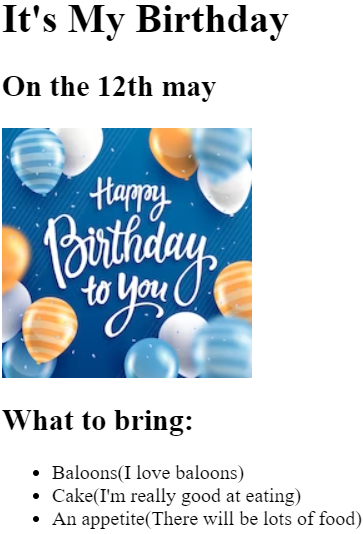 It's My Birthday
On the 12th may
Happy
Birthday
to you
What to bring:
Baloons(I love baloons)
Cake(I'm really good at eating)
An appetite(There will be lots of food)